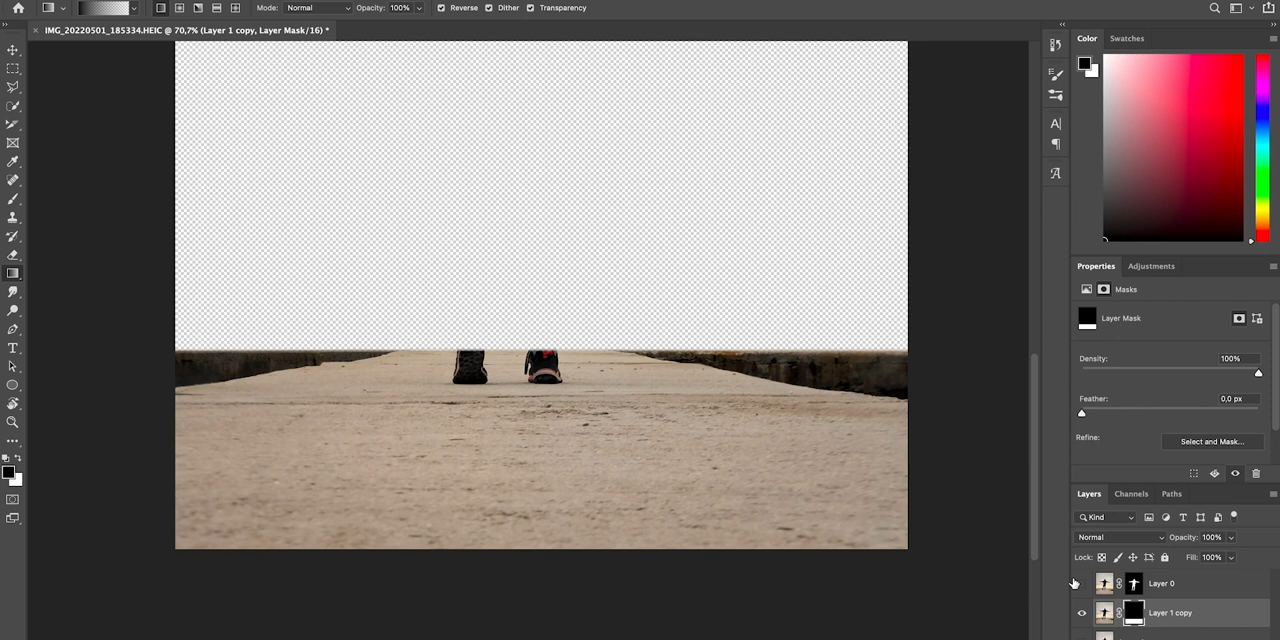 Mode: Normal Opacity: 100% Reverse Dither Transparency
IMG_20220501_185334.HEIC @ 70,7% (Layer 1 copy, Layer Mask/16) *
Color Swatches
Properties Adjustments
Masks
Layer Mask
Density: 100%
Feather: 0,0 px
Refine: Select and Mask...
Layers Channels Paths
Kind
Normal Opacity: 100%
Lock: Fill: 100%
Layer 0
Layer 1 copy